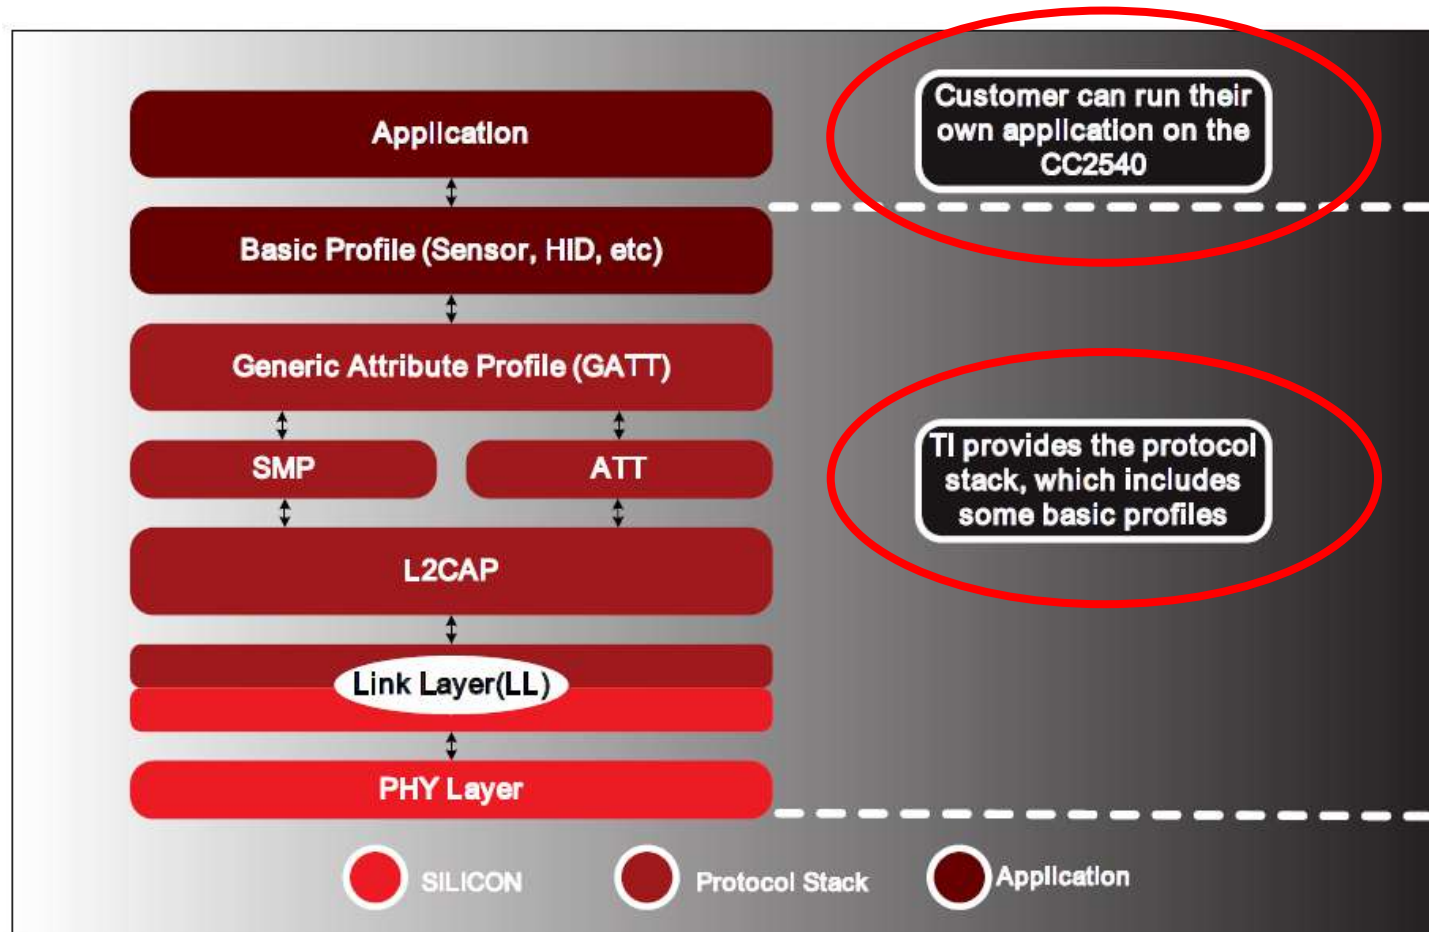 Application
Customer can run their
own application on the
CC2540
Basic Profile (Sensor, HID, etc)
Generic Attribute Profile (GATT)
SMP
ATT
TI provides the protocol
stack, which includes
some basic profiles
L2CAP
Link Layer(LL)
PHY Layer
SILICON
Protocol Stack
Application